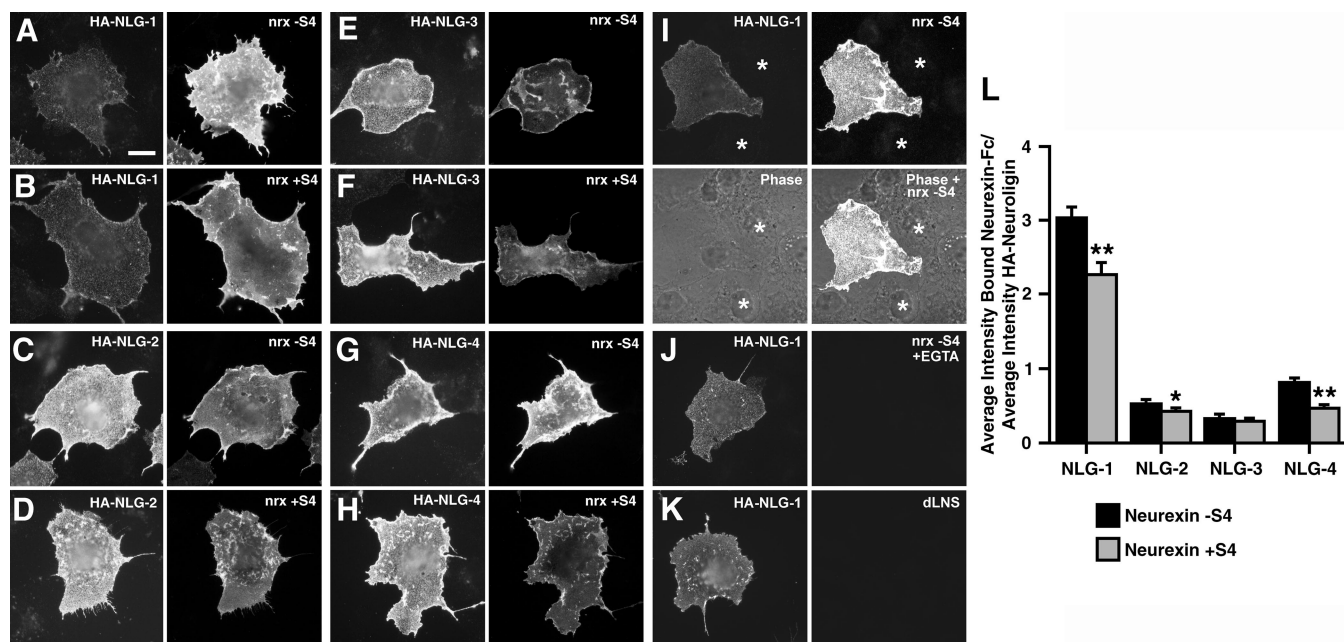 A HA-NLG-1 nrx -S4
E HA-NLG-3 nrx -S4
I HA-NLG-1 nrx -S4
* *
* *
B HA-NLG-1 nrx +S4
F HA-NLG-3 nrx +S4
Phase Phase +
nrx -S4
* *
* *
C HA-NLG-2 nrx -S4
G HA-NLG-4 nrx -S4
J HA-NLG-1 nrx -S4
+EGTA
D HA-NLG-2 nrx +S4
H HA-NLG-4 nrx +S4
K HA-NLG-1 dLNS
L
Average Intensity Bound Neurexin-Fc/
Average Intensity HA-Neuroligin
4
3
2
1
0
** * **
NLG-1 NLG-2 NLG-3 NLG-4
Neurexin -S4
Neurexin +S4